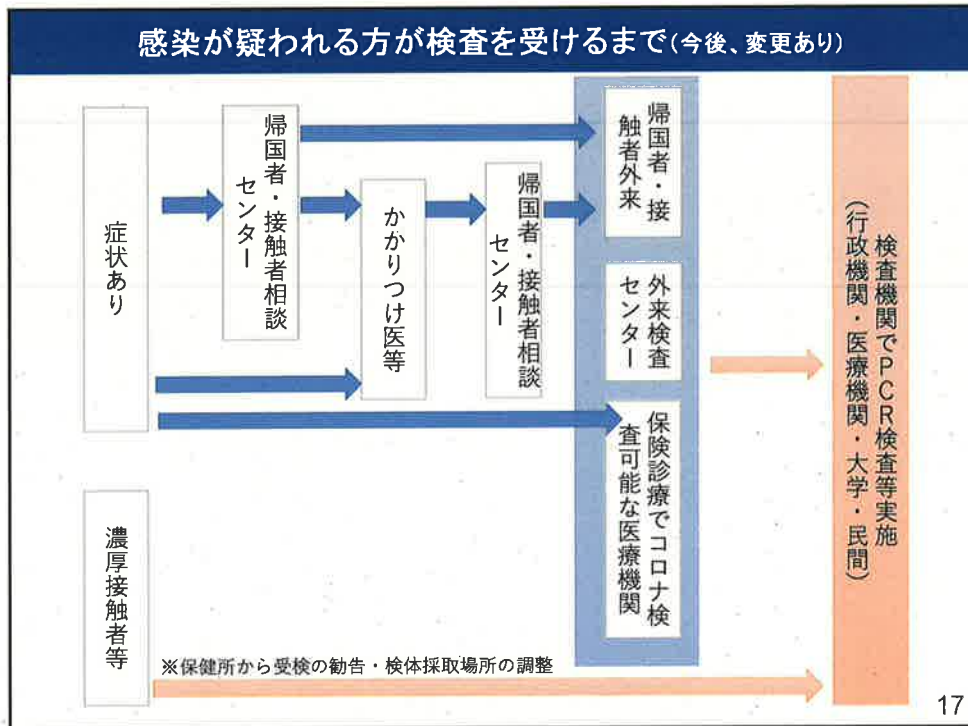 感染が疑われる方が検査を受けるまで(今後、変更あり)
症状あり
帰国者・接触者相談
センター
かかりつけ医等
帰国者・接触者相談
センター
帰国者・接
触者外来
外来検査
センター
保険診療でコロナ検
査可能な医療機関
検査機関でPCR検査等実施
(行政機関・医療機関・大学・民間)
濃厚接触者等
※保健所から受検の勧告・検体採取場所の調整
17